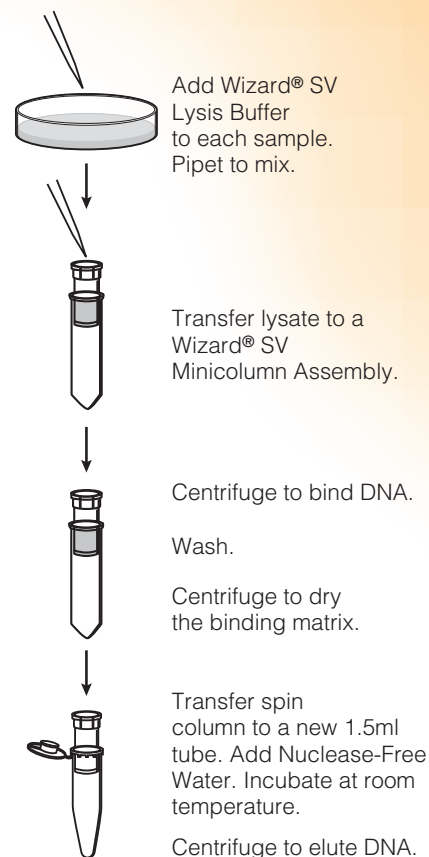 Add Wizard® SV
Lysis Buffer
to each sample.
Pipet to mix.
Transfer lysate to a
Wizard® SV
Minicolumn Assembly.
Centrifuge to bind DNA.
Wash.
Centrifuge to dry
the binding matrix.
Transfer spin
column to a new 1.5ml
tube. Add Nuclease-Free
Water. Incubate at room
temperature.
Centrifuge to elute DNA.